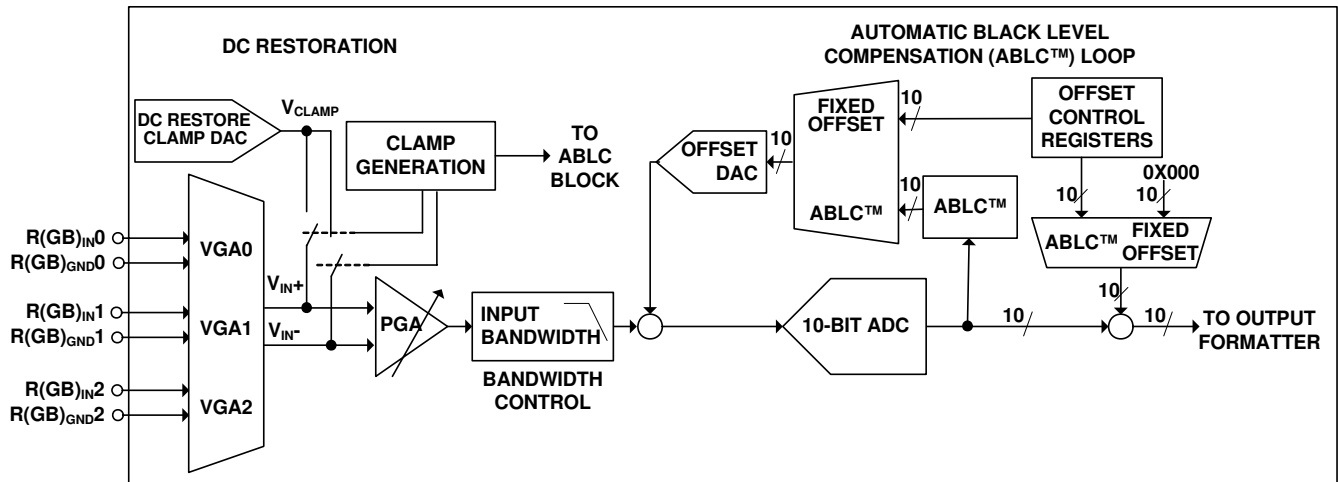 DC RESTORATION
AUTOMATIC BLACK LEVEL
COMPENSATION (ABLC™) LOOP
DC RESTORE
CLAMP DAC
VCLAMP
CLAMP
GENERATION
TO
ABLC
BLOCK
OFFSET
DAC
10
FIXED
OFFSET
ABLC™
10
10
ABLC™
OFFSET
CONTROL
REGISTERS
10
0X000
10
ABLC™
FIXED
OFFSET
10
R(GB)IN0
R(GB)GND0
R(GB)IN1
R(GB)GND1
R(GB)IN2
R(GB)GND2
VGA0
VGA1
VGA2
VIN+
VIN-
PGA
INPUT
BANDWIDTH
BANDWIDTH
CONTROL
10-BIT ADC
10
10
TO OUTPUT
FORMATTER